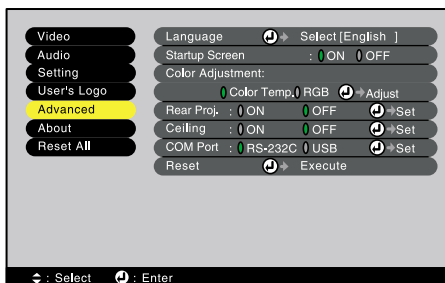 Video
Audio
Setting
User's Logo
Advanced
About
Reset All
Language Select [English ]
Startup Screen : ON OFF
Color Adjustment:
Color Temp. RGB Adjust
Rear Proj. : ON OFF Set
Ceiling : ON OFF Set
COM Port : RS-232C USB Set
Reset Execute
: Select : Enter